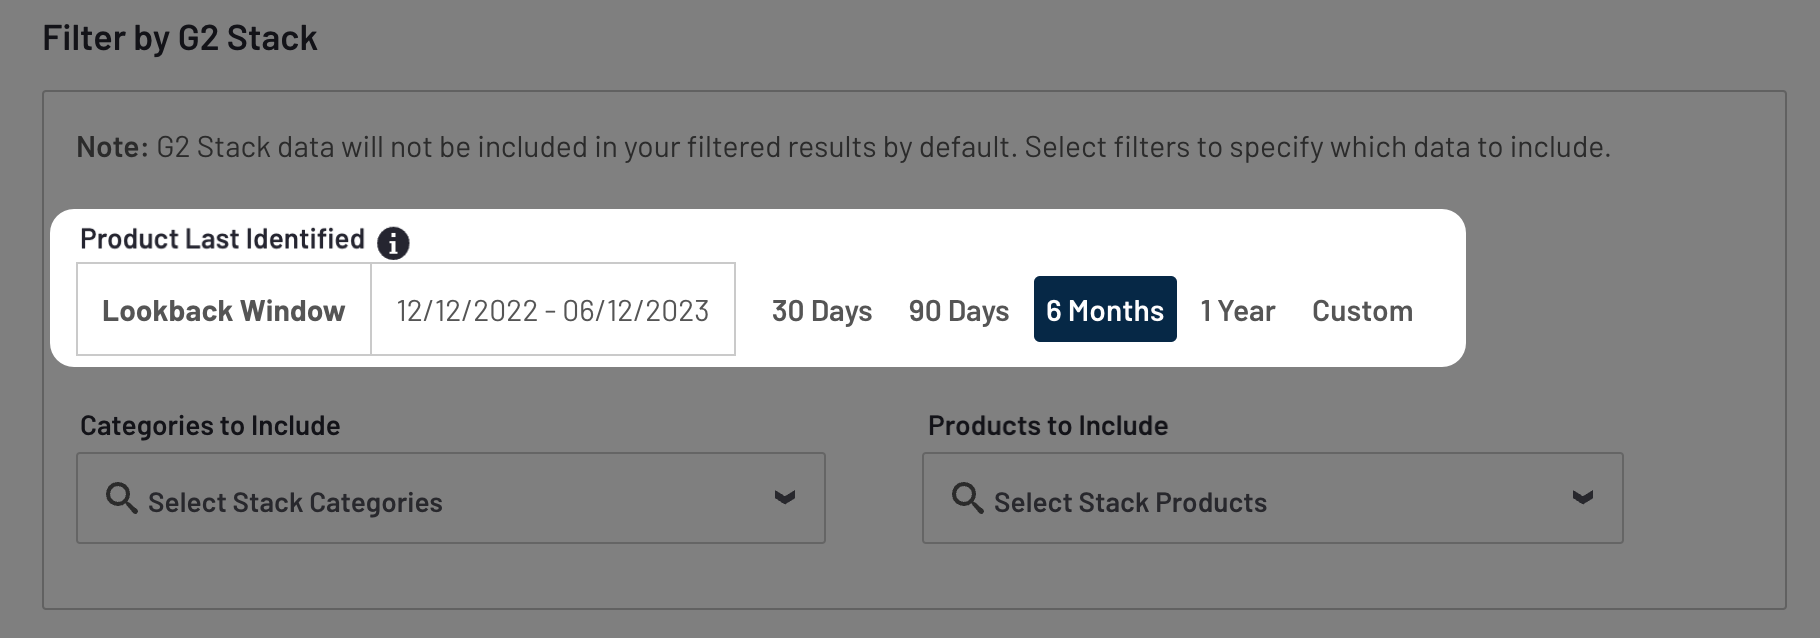 Filter by G2 Stack
Note: G2 Stack data will not be included in your filtered results by default. Select filters to specify which data to include.
Product Last Identified i
Lookback Window 12/12/2022 - 06/12/2023 30 Days 90 Days 6 Months 1 Year Custom
Categories to Include Products to Include
Select Stack Categories Select Stack Products